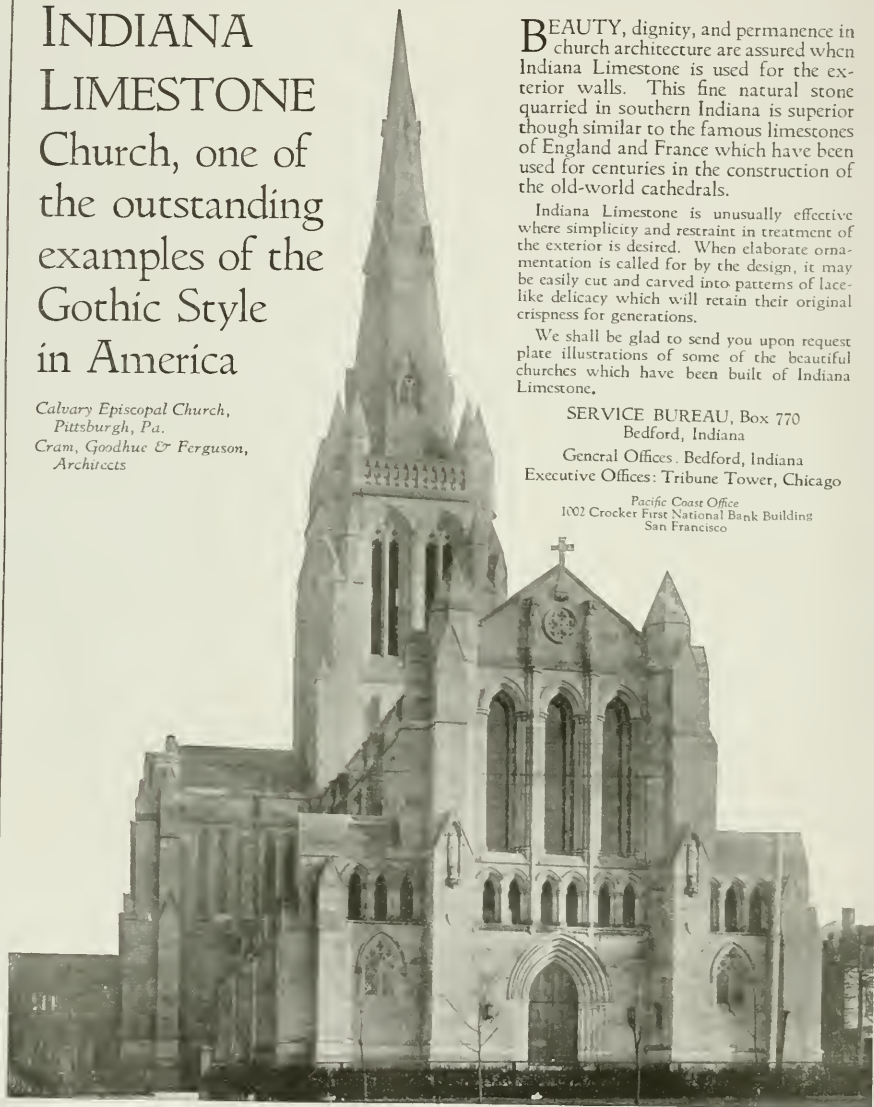 INDIANA
LIMESTONE
Church, one of
the outstanding
examples of the
Gothic Style
in America
Calvary Episcopal Church,
Pittsburgh, Pa.
Cram, Goodhue & Ferguson,
Architects
BEAUTY, dignity, and permanence in
church architecture are assured when
Indiana Limestone is used for the ex-
terior walls. This fine natural stone
quarried in southern Indiana is superior
though similar to the famous limestones
of England and France which have been
used for centuries in the construction of
the old-world cathedrals.
Indiana Limestone is unusually effective
where simplicity and restraint in treatment of
the exterior is desired. When elaborate orna-
mentation is called for by the design, it may
be easily cut and carved into patterns of lace-
like delicacy which will retain their original
crispness for generations.
We shall be glad to send you upon request
plate illustrations of some of the beautiful
churches which have been built of Indiana
Limestone.
SERVICE BUREAU, Box 770
Bedford, Indiana
General Offices. Bedford, Indiana
Executive Offices: Tribune Tower, Chicago
Pacific Coast Office
1002 Crocker First National Bank Building
San Francisco